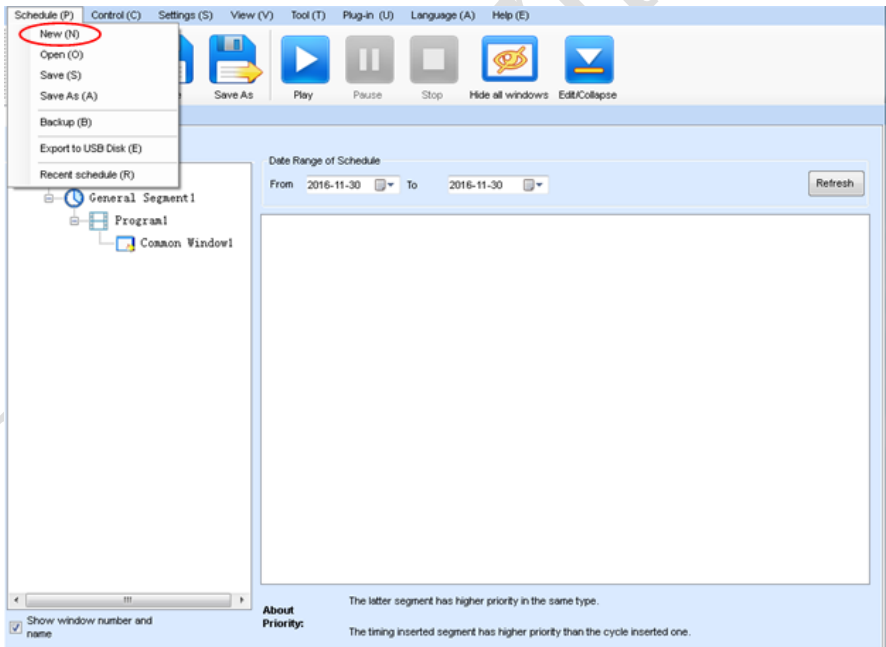 Schedule (P) Control (C) Settings (S) View (V) Tool (T) Plug-in (U) Language (A) Help (E)
New (N)
Open (O)
Save (S)
Save As (A)
Backup (B)
Export to USB Disk (E)
Recent schedule (R)
Save As Play Pause Stop Hide all windows Edit/Collapse
Date Range of Schedule
From 2016-11-30 To 2016-11-30 Refresh
General Segment1
Program1
Common Window1
Show window number and
name
About
Priority:
The latter segment has higher priority in the same type.
The timing inserted segment has higher priority than the cycle inserted one.